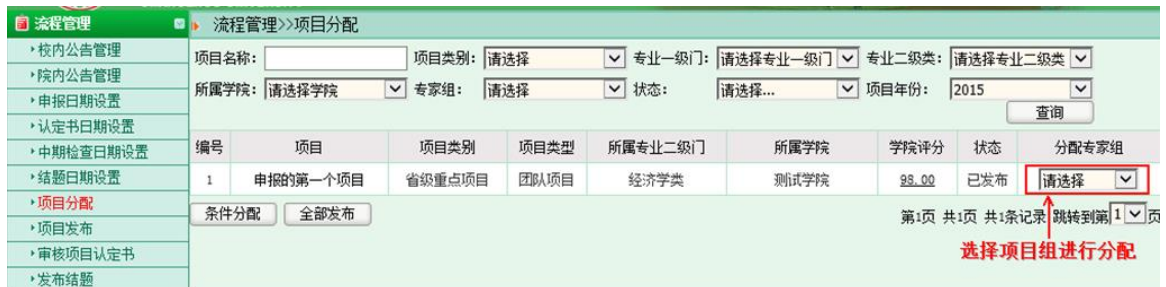 流程管理
流程管理>>项目分配
校内公告管理
院内公告管理
申报日期设置
认定书日期设置
中期检查日期设置
结题日期设置
项目分配
项目发布
审核项目认定书
发布结题
项目名称： 项目类别： 请选择 专业一级门： 请选择专业一级门 专业二级类： 请选择专业二级类
所属学院： 请选择学院 专家组： 请选择 状态： 请选择... 项目年份： 2015
查询
编号 项目 项目类别 项目类型 所属专业二级门 所属学院 学院评分 状态 分配专家组
1 申报的第一个项目 省级重点项目 团队项目 经济学类 测试学院 98.00 已发布 请选择
条件分配 全部发布 第1页 共1页 共1条记录 跳转到第 1 页
选择项目组进行分配